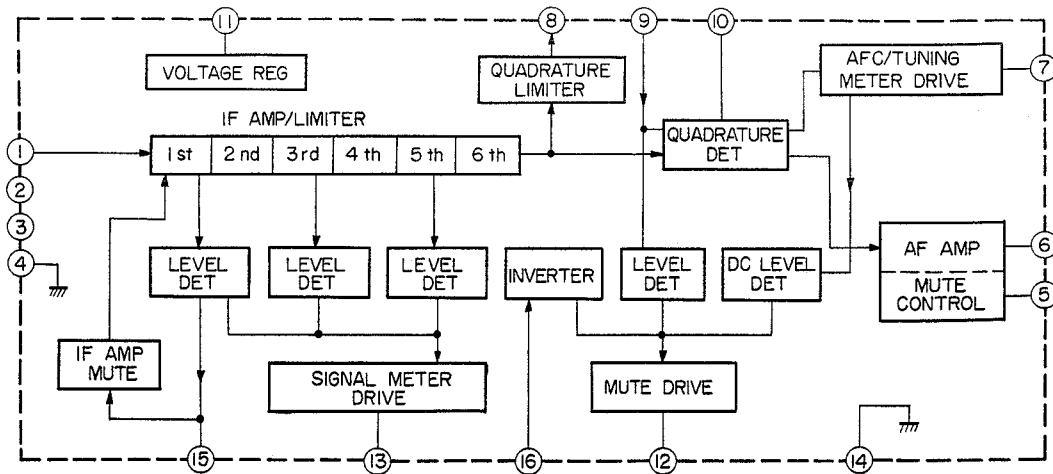 11
8
9
10
VOLTAGE REG
QUADRATURE
LIMITER
AFC/TUNING
METER DRIVE
7
IF AMP/LIMITER
1
1st 2nd 3rd 4th 5th 6th
QUADRATURE
DET
2
3
4
LEVEL
DET
LEVEL
DET
LEVEL
DET
INVERTER
LEVEL
DET
DC LEVEL
DET
AF AMP
6
MUTE
CONTROL
5
IF AMP
MUTE
SIGNAL METER
DRIVE
MUTE DRIVE
15
13
16
12
14